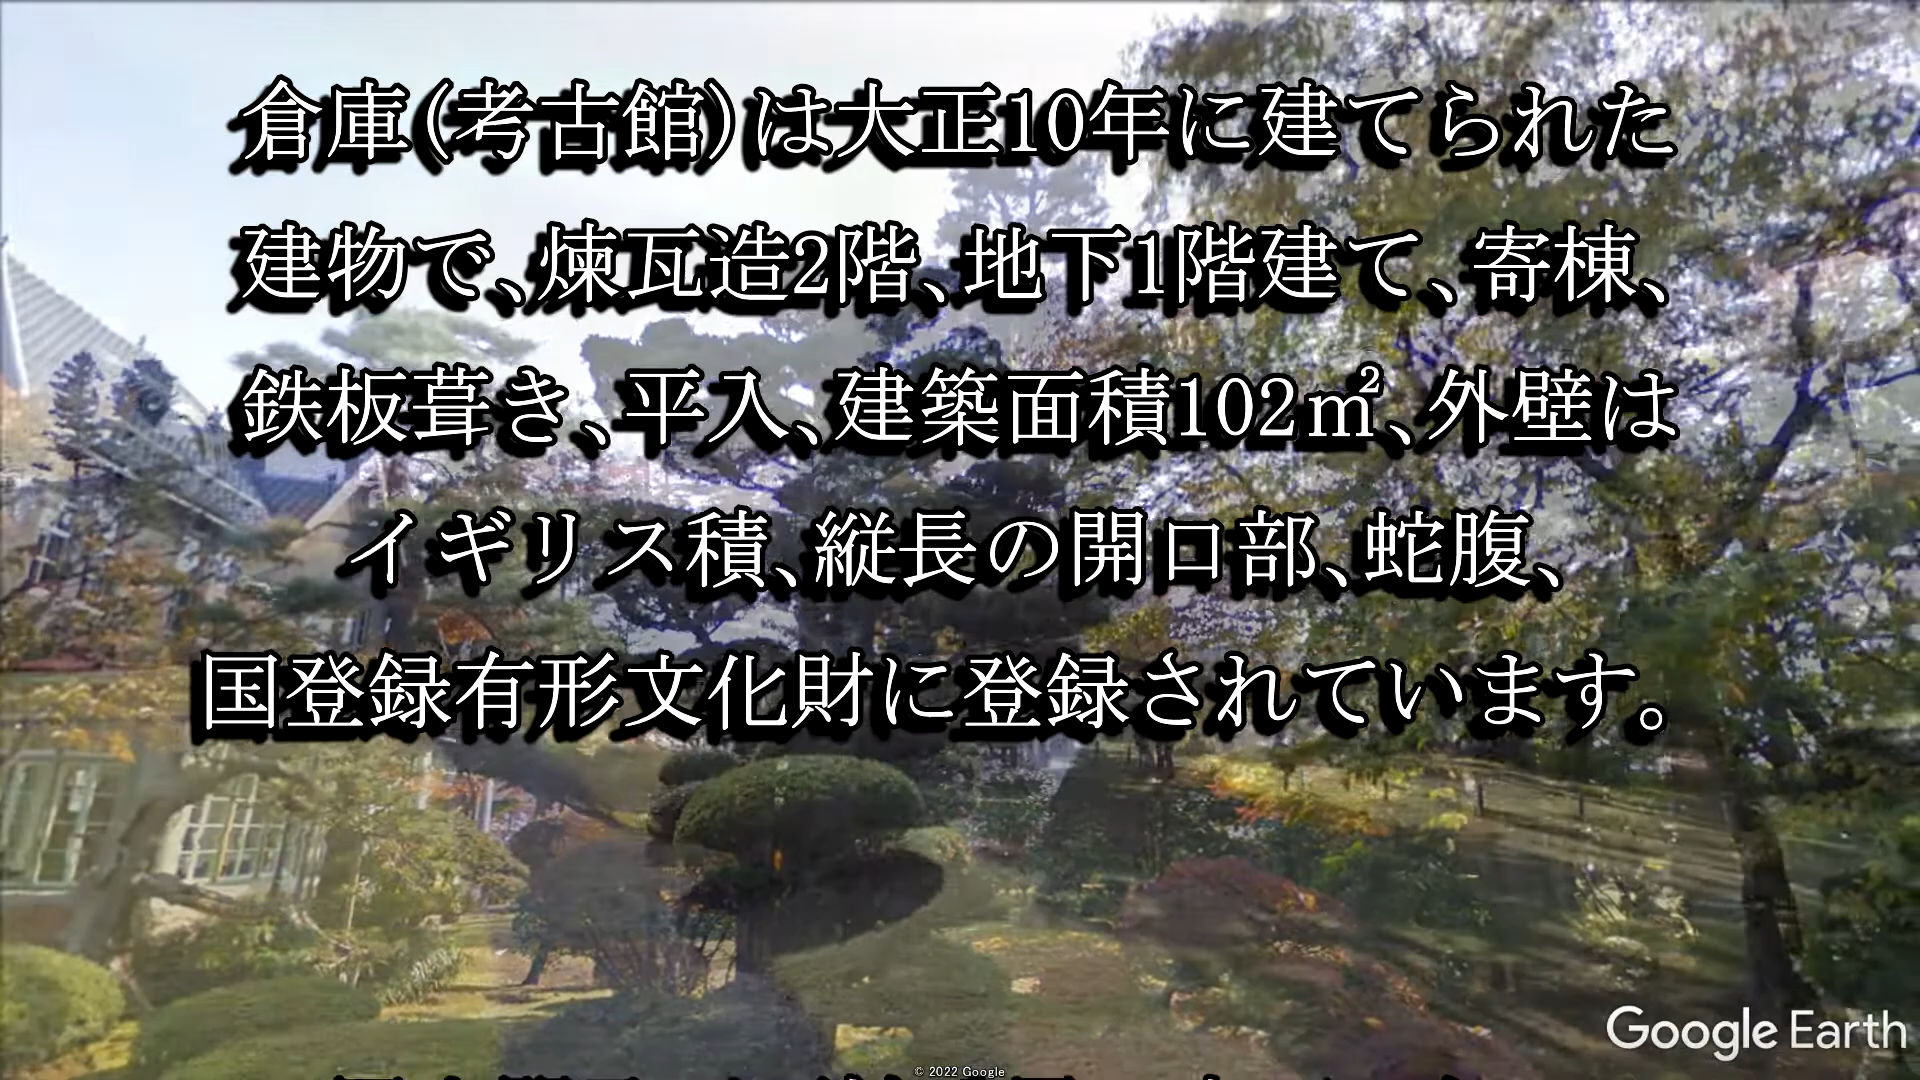 倉庫(考古館)は大正10年に建てられた
建物で、煉瓦造2階、地下1階建て、寄棟、
鉄板葺き、平入、建築面積102㎡、外壁は
イギリス積、縦長の開口部、蛇腹、
国登録有形文化財に登録されています。
Google Earth
© 2022 Google